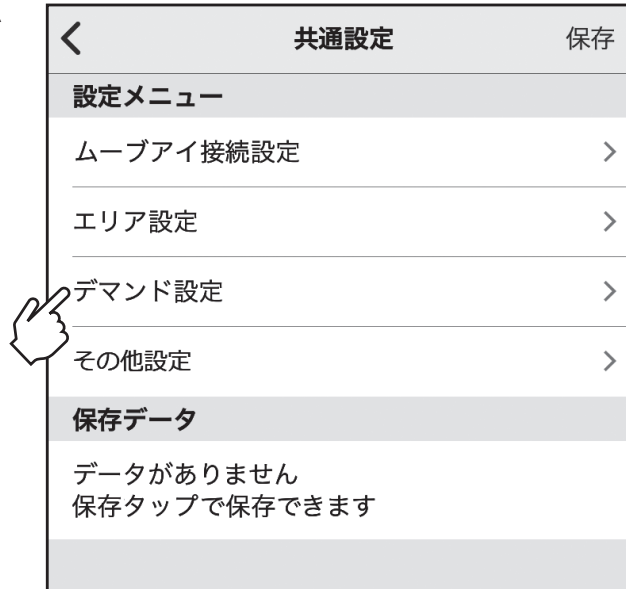 共通設定
保存
設定メニュー
ムーブアイ接続設定
エリア設定
デマンド設定
その他設定
保存データ
データがありません
保存タップで保存できます